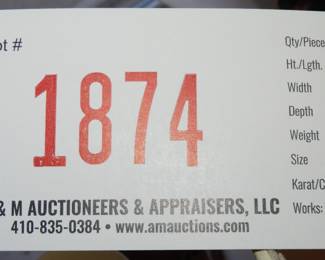 ot #
1874
& M AUCTIONEERS & APPRAISERS, LLC
410-835-0384 • www.amauctions.com
Qty/Piece
Ht./Lgth.
Width
Depth
Weight
Size
Karat/C
Works: